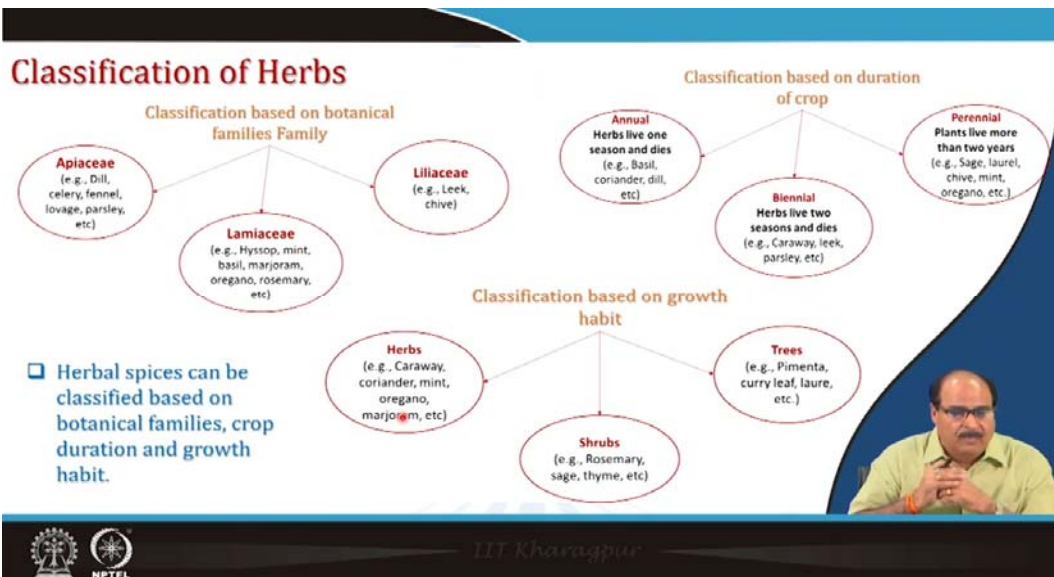 Classification of Herbs
Classification based on botanical
families Family
Apiaceae
(e.g., Dill,
celery, fennel,
lovage, parsley,
etc)
Lamiaceae
(e.g., Hyssop, mint,
basil, marjoram,
oregano, rosemary,
etc)
Liliaceae
(e.g., Leek,
chive)
Classification based on duration
of crop
Annual
Herbs live one
season and dies
(e.g., Basil,
coriander, dill,
etc)
Biennial
Herbs live two
seasons and dies
(e.g., Caraway, leek,
parsley, etc)
Perennial
Plants live more
than two years
(e.g., Sage, laurel,
chive, mint,
oregano, etc.)
Classification based on growth
habit
Herbs
(e.g., Caraway,
coriander, mint,
oregano,
marjoram, etc)
Shrubs
(e.g., Rosemary,
sage, thyme, etc)
Trees
(e.g., Pimenta,
curry leaf, laure,
etc.)
❑ Herbal spices can be
classified based on
botanical families, crop
duration and growth
habit.
NPTEL
IIT Kharagpur